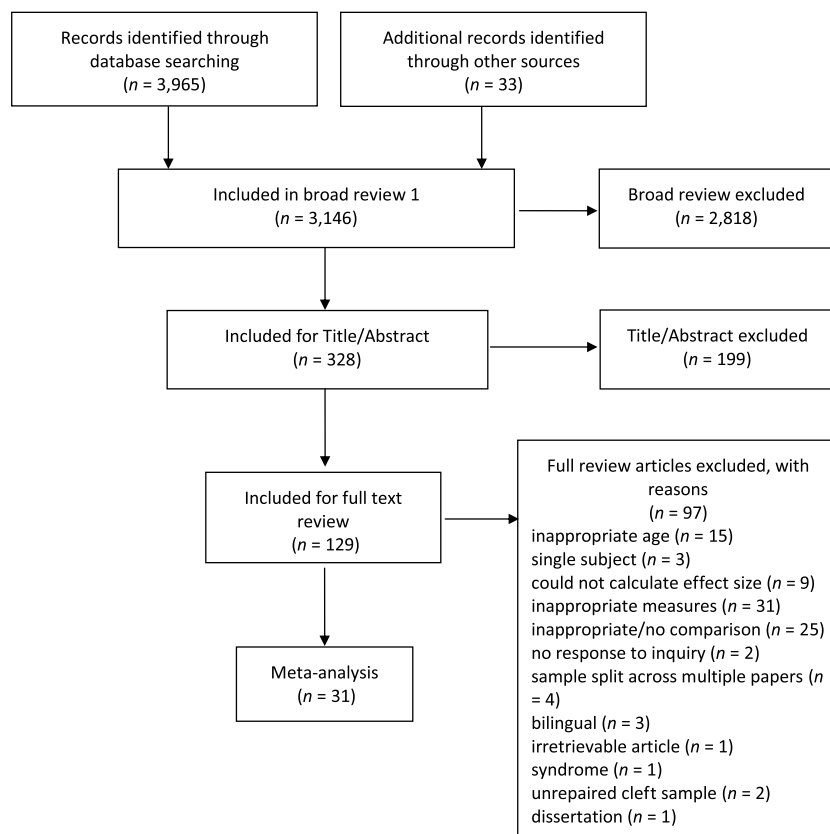 Records identified through
database searching
(n = 3,965)
Additional records identified
through other sources
(n = 33)
Included in broad review 1
(n = 3,146)
Broad review excluded
(n = 2,818)
Included for Title/Abstract
(n = 328)
Title/Abstract excluded
(n = 199)
Included for full text
review
(n = 129)
Full review articles excluded, with
reasons
(n = 97)
inappropriate age (n = 15)
single subject (n = 3)
could not calculate effect size (n = 9)
inappropriate measures (n = 31)
inappropriate/no comparison (n = 25)
no response to inquiry (n = 2)
sample split across multiple papers (n
= 4)
bilingual (n = 3)
irretrievable article (n = 1)
syndrome (n = 1)
unrepaired cleft sample (n = 2)
dissertation (n = 1)
Meta-analysis
(n = 31)